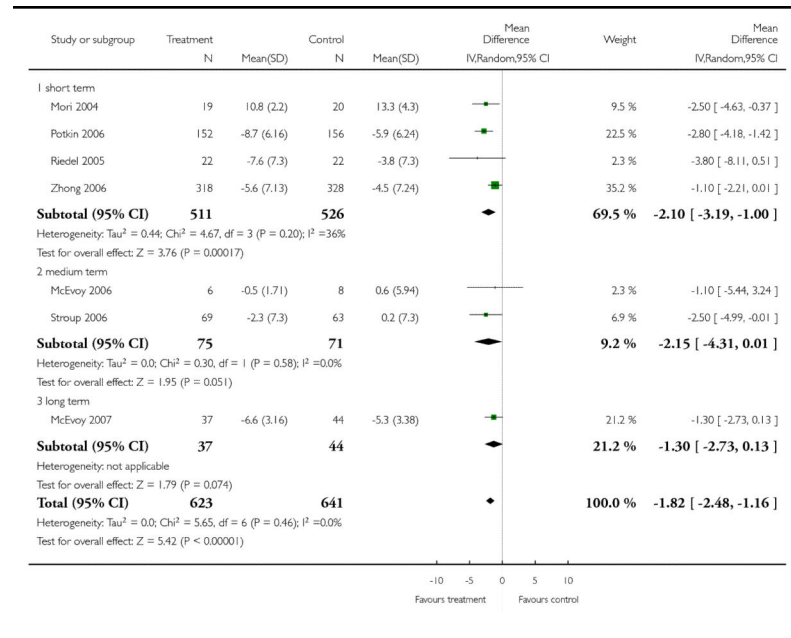 Study or subgroup Treatment Control Mean Difference Weight Mean Difference
N Mean(SD) N Mean(SD) IV,Random,95% CI IV,Random,95% CI
1 short term
Mori 2004 19 10.8 (2.2) 20 13.3 (4.3) 9.5 % -2.50 [ -4.63, -0.37 ]
Potkin 2006 152 -8.7 (6.16) 156 -5.9 (6.24) 22.5 % -2.80 [ -4.18, -1.42 ]
Riedel 2005 22 -7.6 (7.3) 22 -3.8 (7.3) 2.3 % -3.80 [ -8.11, 0.51 ]
Zhong 2006 318 -5.6 (7.13) 328 -4.5 (7.24) 35.2 % -1.10 [ -2.21, 0.01 ]
Subtotal (95% CI) 511 526 69.5 % -2.10 [ -3.19, -1.00 ]
Heterogeneity: Tau² = 0.44; Chi² = 4.67, df = 3 (P = 0.20); I² =36%
Test for overall effect: Z = 3.76 (P = 0.00017)
2 medium term
McEvoy 2006 6 -0.5 (1.71) 8 0.6 (5.94) 2.3 % -1.10 [ -5.44, 3.24 ]
Stroup 2006 69 -2.3 (7.3) 63 0.2 (7.3) 6.9 % -2.50 [ -4.99, -0.01 ]
Subtotal (95% CI) 75 71 9.2 % -2.15 [ -4.31, 0.01 ]
Heterogeneity: Tau² = 0.0; Chi² = 0.30, df = 1 (P = 0.58); I² =0.0%
Test for overall effect: Z = 1.95 (P = 0.051)
3 long term
McEvoy 2007 37 -6.6 (3.16) 44 -5.3 (3.38) 21.2 % -1.30 [ -2.73, 0.13 ]
Subtotal (95% CI) 37 44 21.2 % -1.30 [ -2.73, 0.13 ]
Heterogeneity: not applicable
Test for overall effect: Z = 1.79 (P = 0.074)
Total (95% CI) 623 641 100.0 % -1.82 [ -2.48, -1.16 ]
Heterogeneity: Tau² = 0.0; Chi² = 5.65, df = 6 (P = 0.46); I² =0.0%
Test for overall effect: Z = 5.42 (P < 0.00001)
-10 -5 0 5 10
Favours treatment Favours control